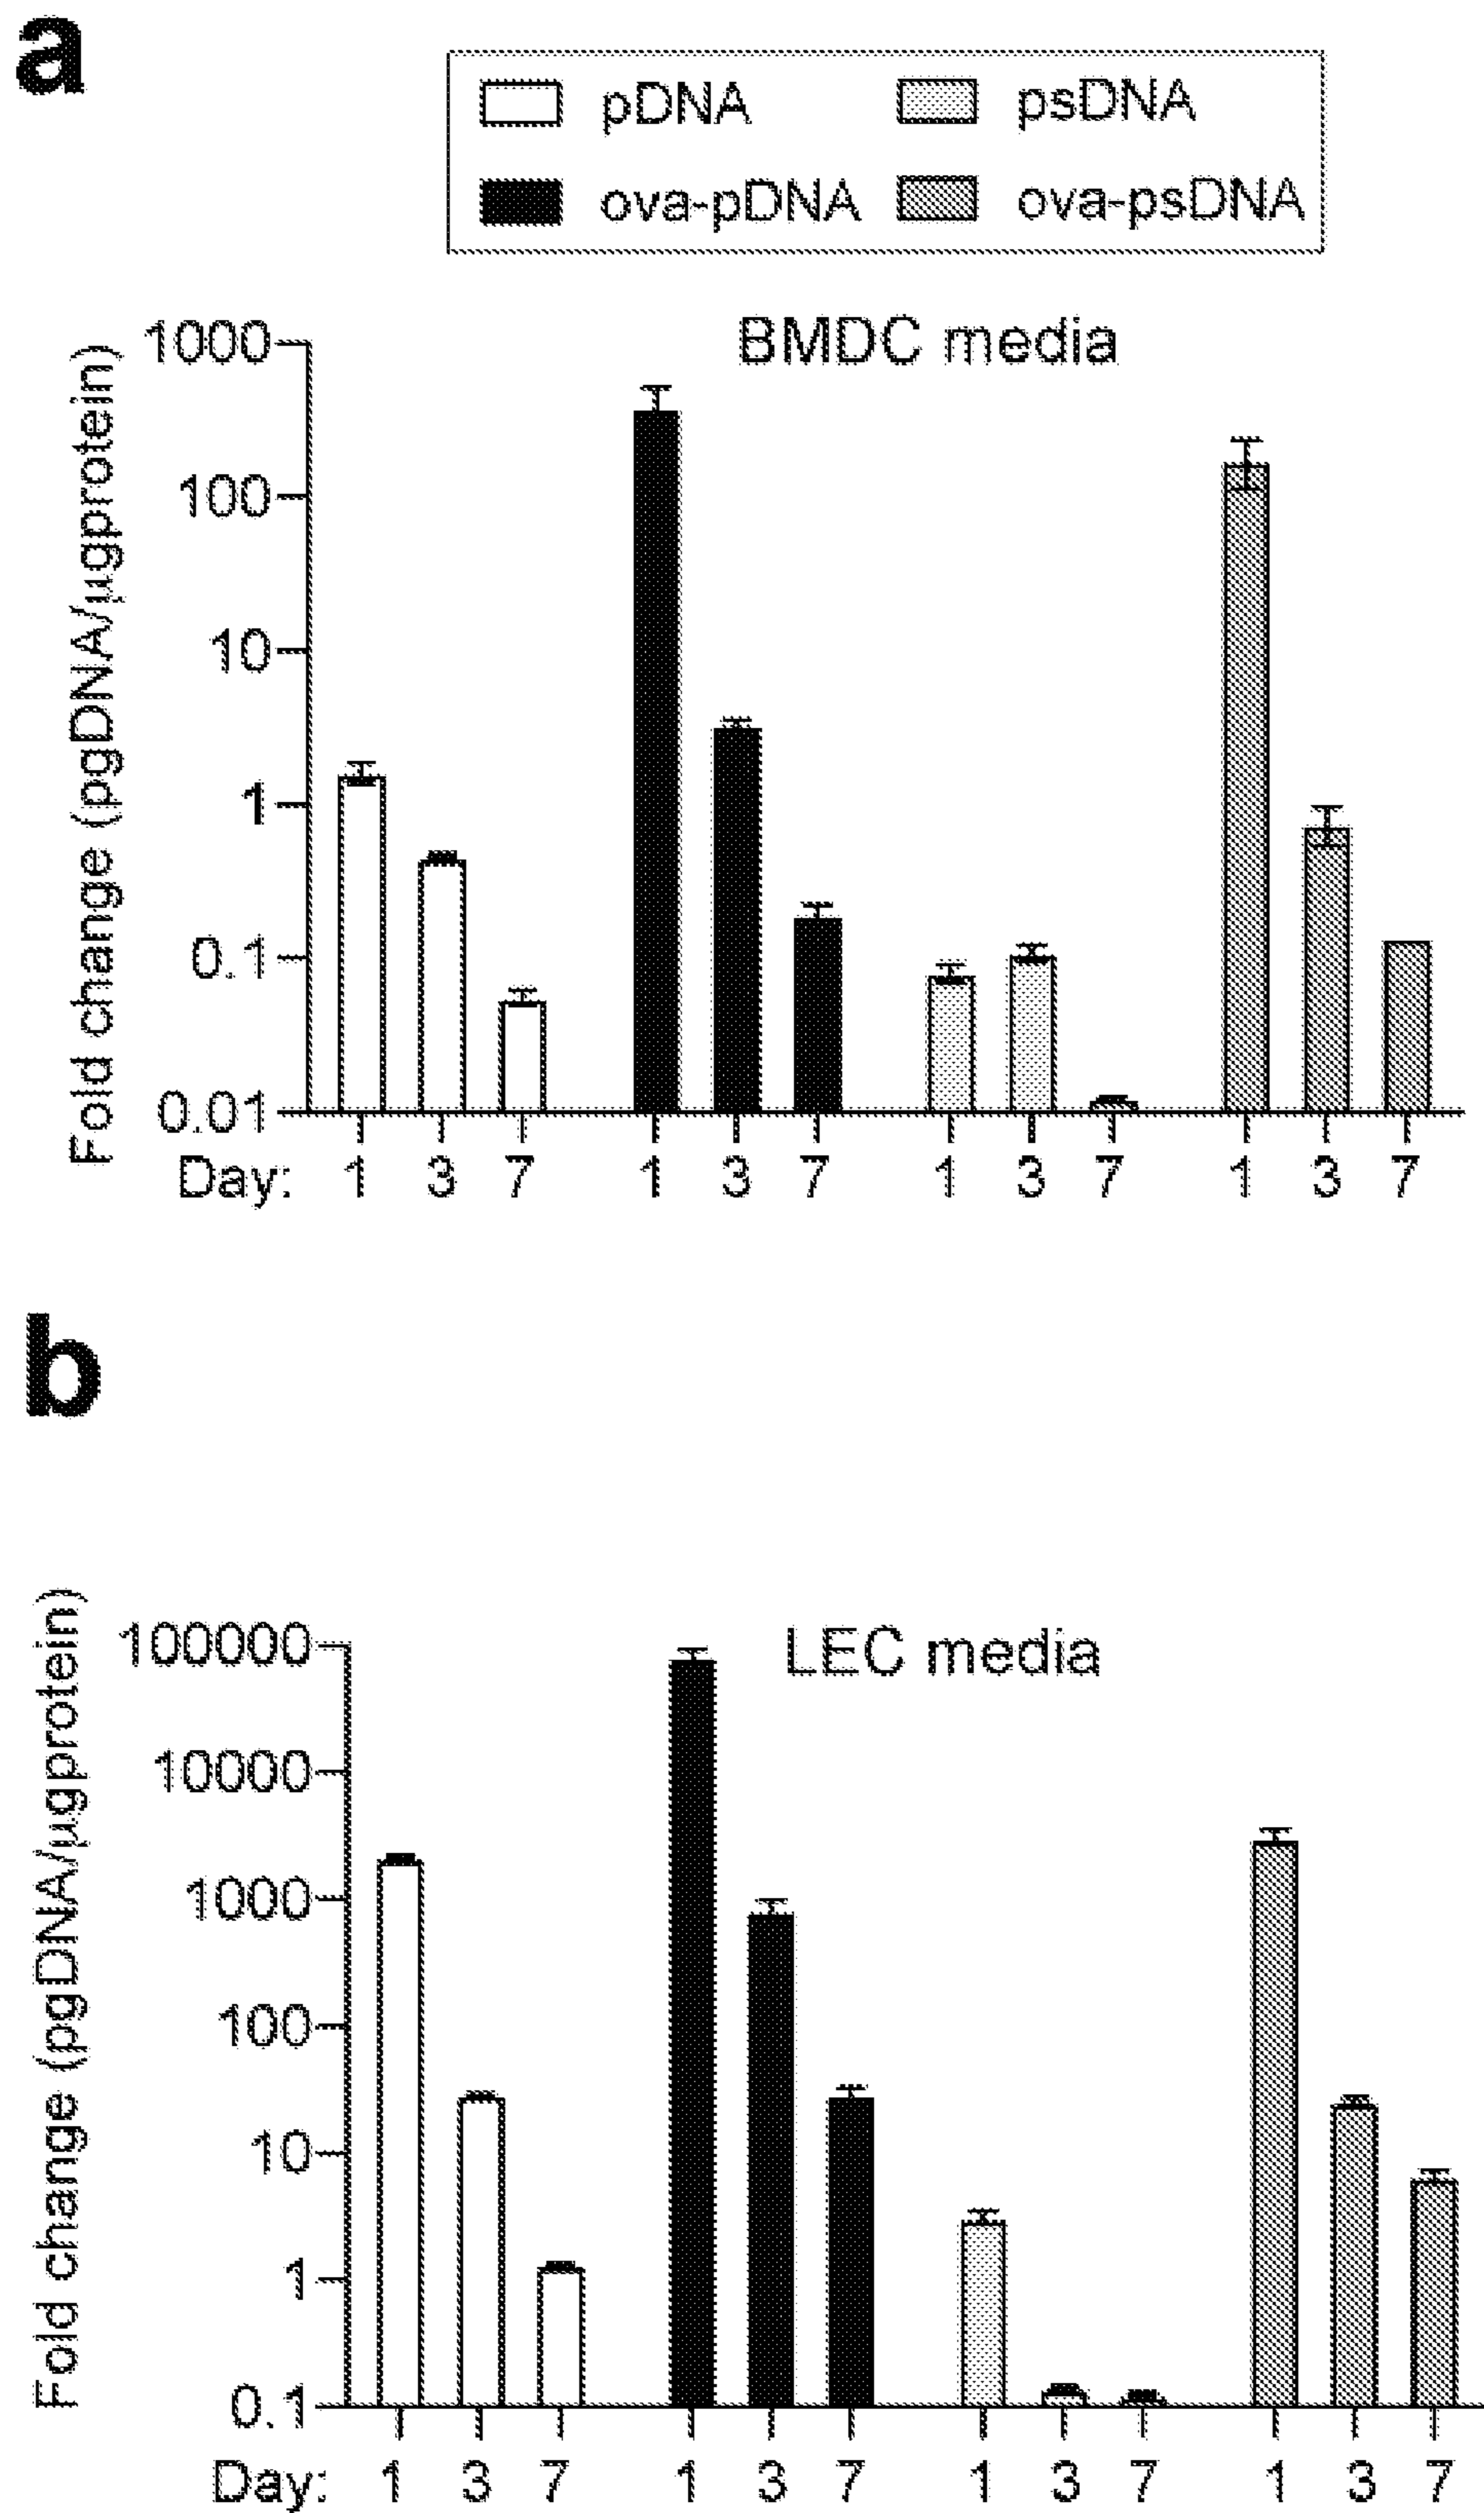 a
pDNA psDNA
ova-pDNA ova-psDNA
BMDC media
Fold change (pgDNA/μgprotein)
1000
100
10
1
0.1
0.01
Day: 1 3 7 1 3 7 1 3 7 1 3 7
b
LEC media
Fold change (pgDNA/μgprotein)
100000
10000
1000
100
10
1
0.1
Day: 1 3 7 1 3 7 1 3 7 1 3 7